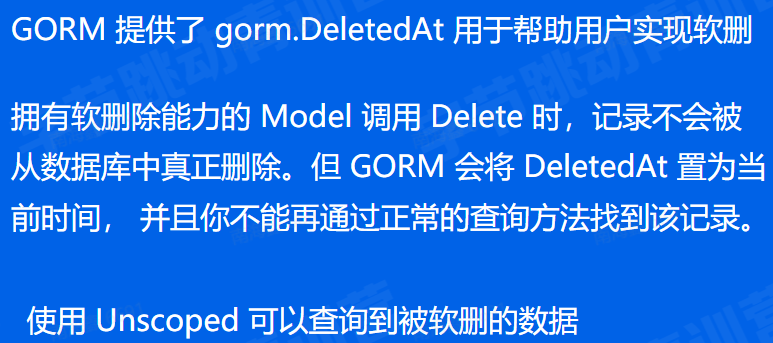 GORM 提供了 gorm.DeletedAt 用于帮助用户实现软删
拥有软删除能力的 Model 调用 Delete 时，记录不会被
从数据库中真正删除。但 GORM 会将 DeletedAt 置为当
前时间， 并且你不能再通过正常的查询方法找到该记录。
使用 Unscoped 可以查询到被软删的数据